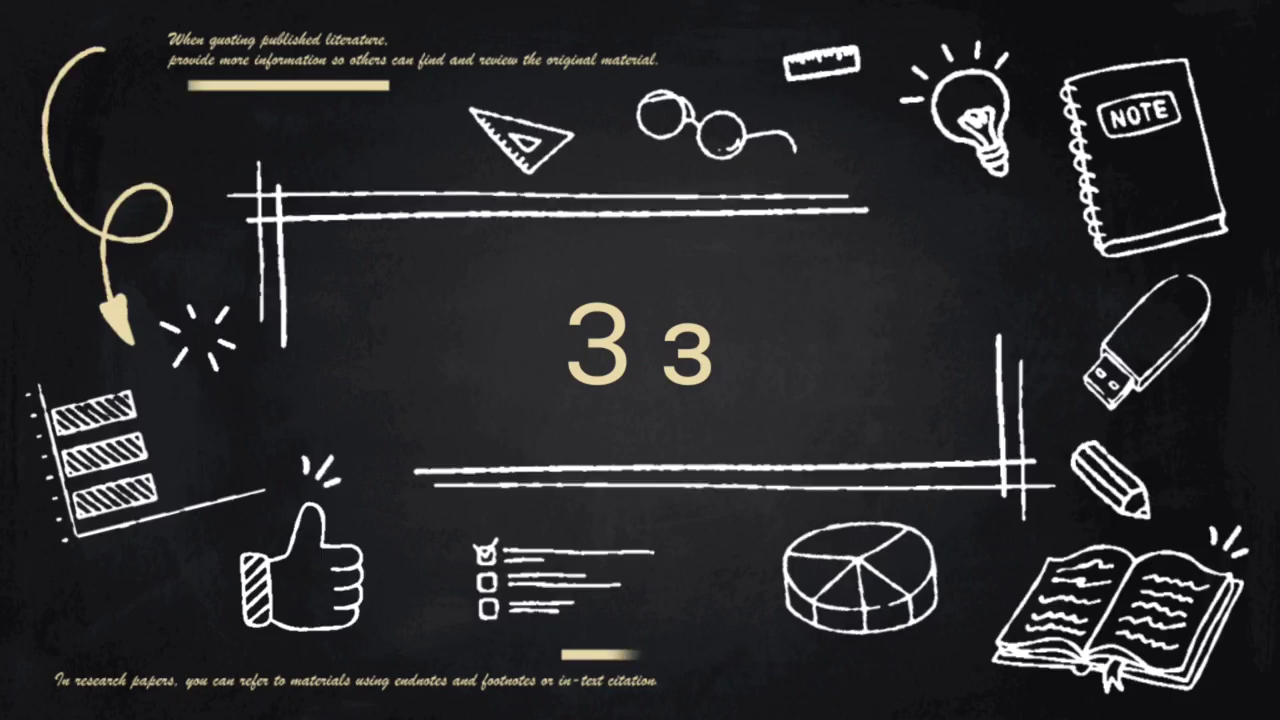 When quoting published literature,
provide more information so others can find and review the original material.
NOTE
З з
In research papers, you can refer to materials using endnotes and footnotes or in-text citation.